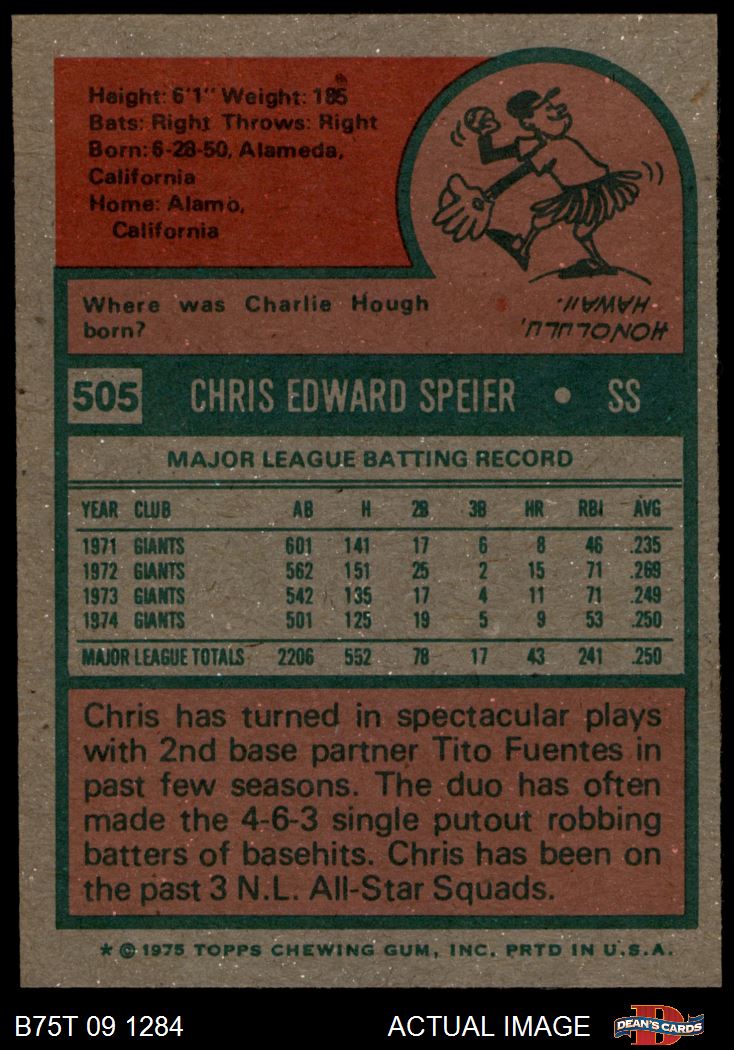 Height: 6'1" Weight: 185
Bats: Right Throws: Right
Born: 6-28-50, Alameda,
California
Home: Alamo,
California
Where was Charlie Hough
born?
HONOLULU,
HAWAII.
505 CHRIS EDWARD SPEIER • SS
MAJOR LEAGUE BATTING RECORD
YEAR CLUB AB H 2B 3B HR RBI AVG
1971 GIANTS 601 141 17 6 8 46 .235
1972 GIANTS 562 151 25 2 15 71 .269
1973 GIANTS 542 135 17 4 11 71 .249
1974 GIANTS 501 125 19 5 9 53 .250
MAJOR LEAGUE TOTALS 2206 552 78 17 43 241 .250
Chris has turned in spectacular plays
with 2nd base partner Tito Fuentes in
past few seasons. The duo has often
made the 4-6-3 single putout robbing
batters of basehits. Chris has been on
the past 3 N.L. All-Star Squads.
* © 1975 TOPPS CHEWING GUM, INC. PRTD IN U.S.A.
B75T 09 1284 ACTUAL IMAGE D DEAN'S CARDS